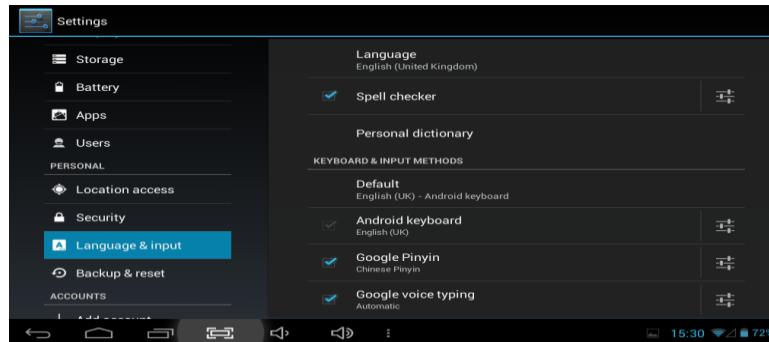 Settings
Storage
Battery
Apps
Users
PERSONAL
Location access
Security
Language & input
Backup & reset
ACCOUNTS
Language
English (United Kingdom)
Spell checker
Personal dictionary
KEYBOARD & INPUT METHODS
Default
English (UK) - Android keyboard
Android keyboard
English (UK)
Google Pinyin
Chinese Pinyin
Google voice typing
Automatic
15:30